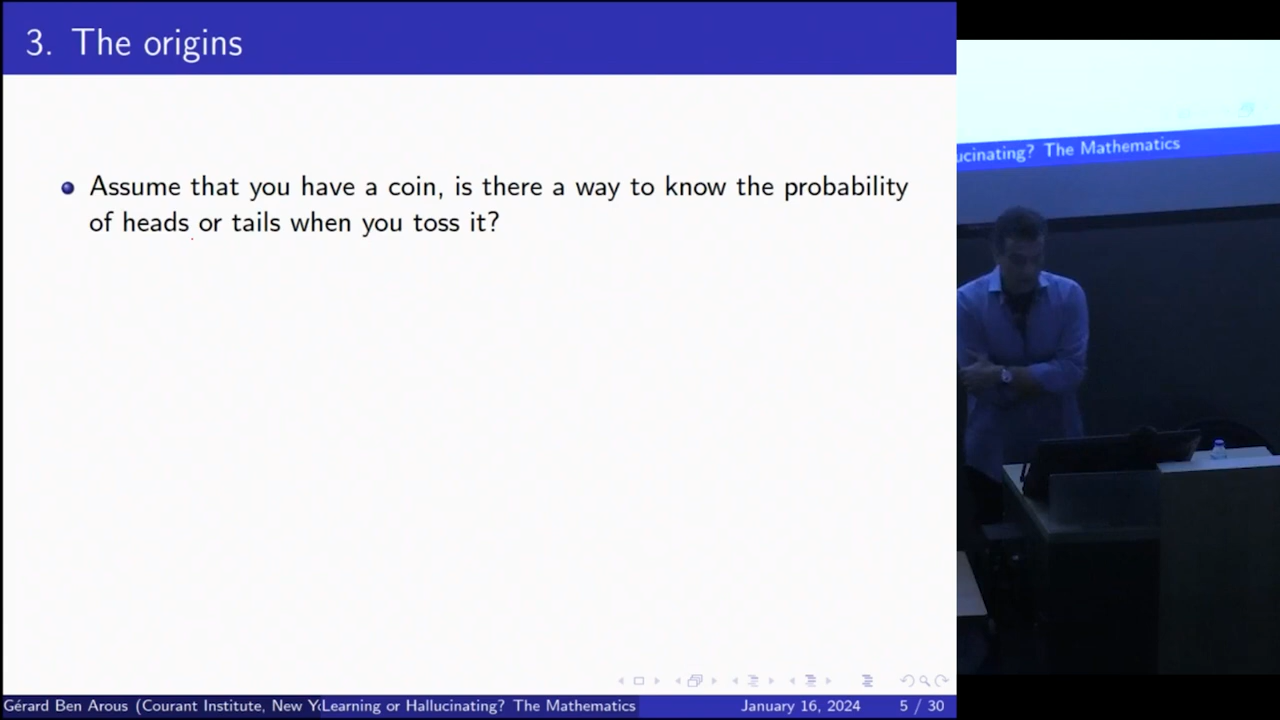 3. The origins
Assume that you have a coin, is there a way to know the probability
of heads or tails when you toss it?
Gérard Ben Arous (Courant Institute, New Y
Learning or Hallucinating? The Mathematics
January 16, 2024
5 / 30
ucinating? The Mathematics